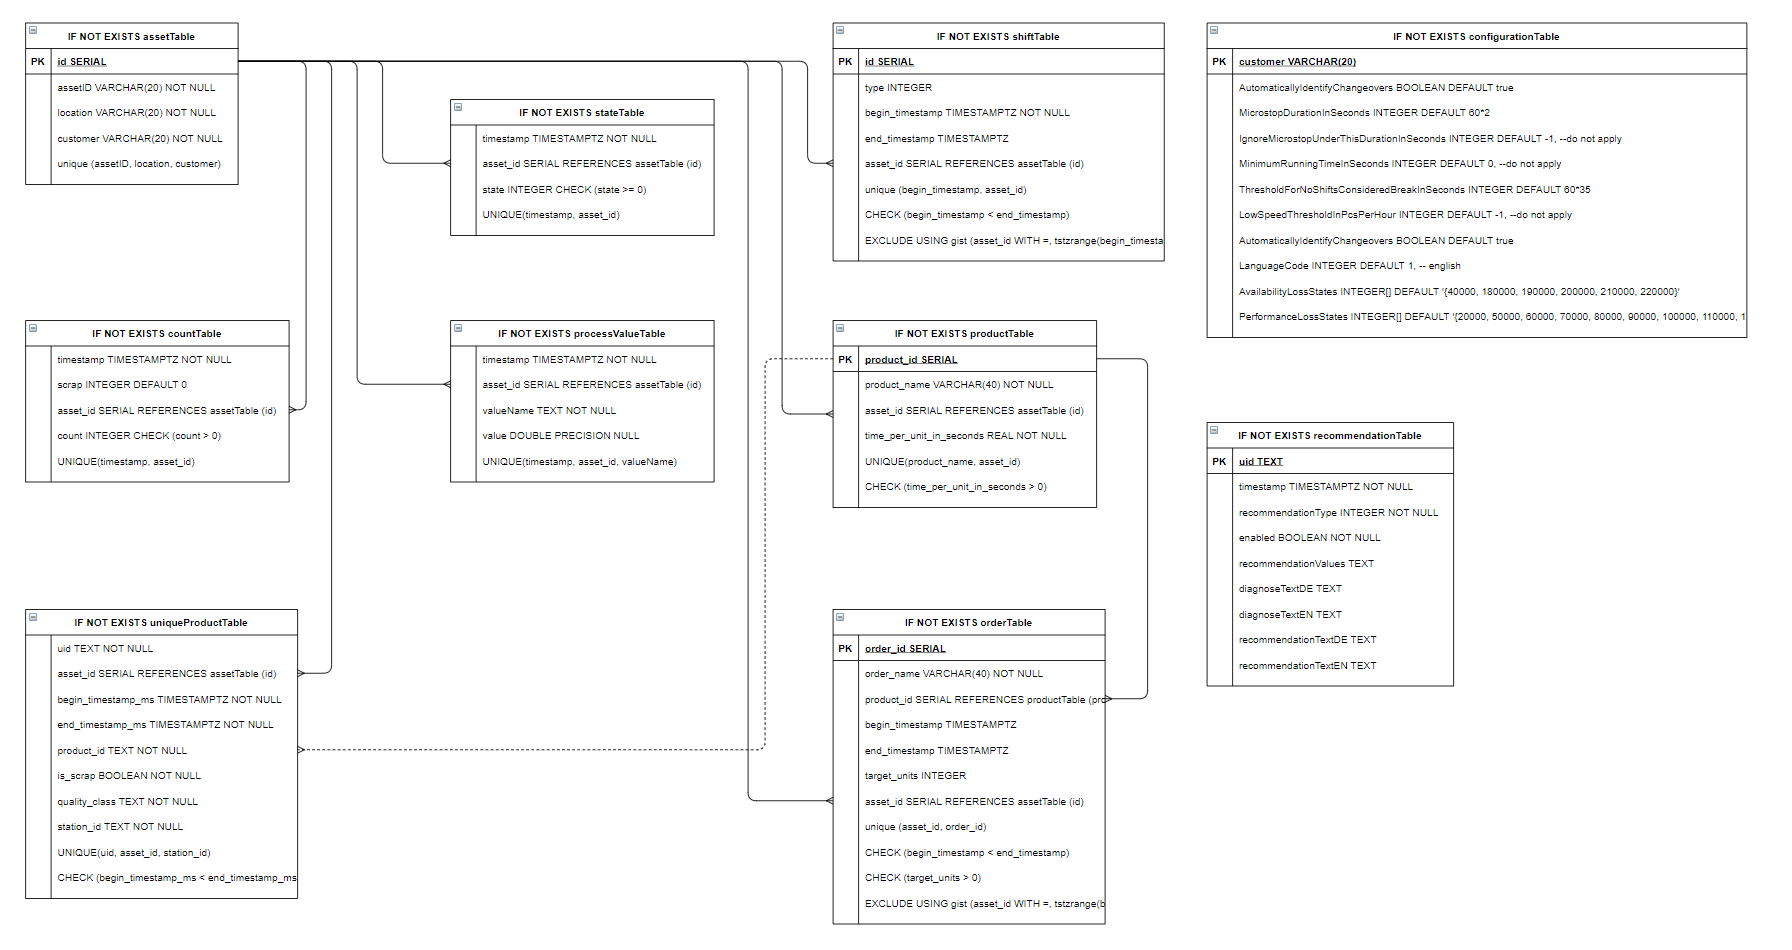 IF NOT EXISTS assetTable
PK id SERIAL
assetID VARCHAR(20) NOT NULL
location VARCHAR(20) NOT NULL
customer VARCHAR(20) NOT NULL
unique (assetID, location, customer)
IF NOT EXISTS stateTable
timestamp TIMESTAMPTZ NOT NULL
asset_id SERIAL REFERENCES assetTable (id)
state INTEGER CHECK (state >= 0)
UNIQUE(timestamp, asset_id)
IF NOT EXISTS shiftTable
PK id SERIAL
type INTEGER
begin_timestamp TIMESTAMPTZ NOT NULL
end_timestamp TIMESTAMPTZ
asset_id SERIAL REFERENCES assetTable (id)
unique (begin_timestamp, asset_id)
CHECK (begin_timestamp < end_timestamp)
EXCLUDE USING gist (asset_id WITH =, tstzrange(begin_timesta
IF NOT EXISTS configurationTable
PK customer VARCHAR(20)
AutomaticallyIdentifyChangeovers BOOLEAN DEFAULT true
MicrostopDurationInSeconds INTEGER DEFAULT 60*2
IgnoreMicrostopUnderThisDurationInSeconds INTEGER DEFAULT -1, --do not apply
MinimumRunningTimeInSeconds INTEGER DEFAULT 0, --do not apply
ThresholdForNoShiftsConsideredBreakInSeconds INTEGER DEFAULT 60*35
LowSpeedThresholdInPcsPerHour INTEGER DEFAULT -1, --do not apply
AutomaticallyIdentifyChangeovers BOOLEAN DEFAULT true
LanguageCode INTEGER DEFAULT 1, -- english
AvailabilityLossStates INTEGER[] DEFAULT '{40000, 180000, 190000, 200000, 210000, 220000}'
PerformanceLossStates INTEGER[] DEFAULT '{20000, 50000, 60000, 70000, 80000, 90000, 100000, 110000, 1
IF NOT EXISTS countTable
timestamp TIMESTAMPTZ NOT NULL
scrap INTEGER DEFAULT 0
asset_id SERIAL REFERENCES assetTable (id)
count INTEGER CHECK (count > 0)
UNIQUE(timestamp, asset_id)
IF NOT EXISTS processValueTable
timestamp TIMESTAMPTZ NOT NULL
asset_id SERIAL REFERENCES assetTable (id)
valueName TEXT NOT NULL
value DOUBLE PRECISION NULL
UNIQUE(timestamp, asset_id, valueName)
IF NOT EXISTS productTable
PK product_id SERIAL
product_name VARCHAR(40) NOT NULL
asset_id SERIAL REFERENCES assetTable (id)
time_per_unit_in_seconds REAL NOT NULL
UNIQUE(product_name, asset_id)
CHECK (time_per_unit_in_seconds > 0)
IF NOT EXISTS recommendationTable
PK uid TEXT
timestamp TIMESTAMPTZ NOT NULL
recommendationType INTEGER NOT NULL
enabled BOOLEAN NOT NULL
recommendationValues TEXT
diagnoseTextDE TEXT
diagnoseTextEN TEXT
recommendationTextDE TEXT
recommendationTextEN TEXT
IF NOT EXISTS uniqueProductTable
uid TEXT NOT NULL
asset_id SERIAL REFERENCES assetTable (id)
begin_timestamp_ms TIMESTAMPTZ NOT NULL
end_timestamp_ms TIMESTAMPTZ NOT NULL
product_id TEXT NOT NULL
is_scrap BOOLEAN NOT NULL
quality_class TEXT NOT NULL
station_id TEXT NOT NULL
UNIQUE(uid, asset_id, station_id)
CHECK (begin_timestamp_ms < end_timestamp_ms
IF NOT EXISTS orderTable
PK order_id SERIAL
order_name VARCHAR(40) NOT NULL
product_id SERIAL REFERENCES productTable (pro
begin_timestamp TIMESTAMPTZ
end_timestamp TIMESTAMPTZ
target_units INTEGER
asset_id SERIAL REFERENCES assetTable (id)
unique (asset_id, order_id)
CHECK (begin_timestamp < end_timestamp)
CHECK (target_units > 0)
EXCLUDE USING gist (asset_id WITH =, tstzrange(b